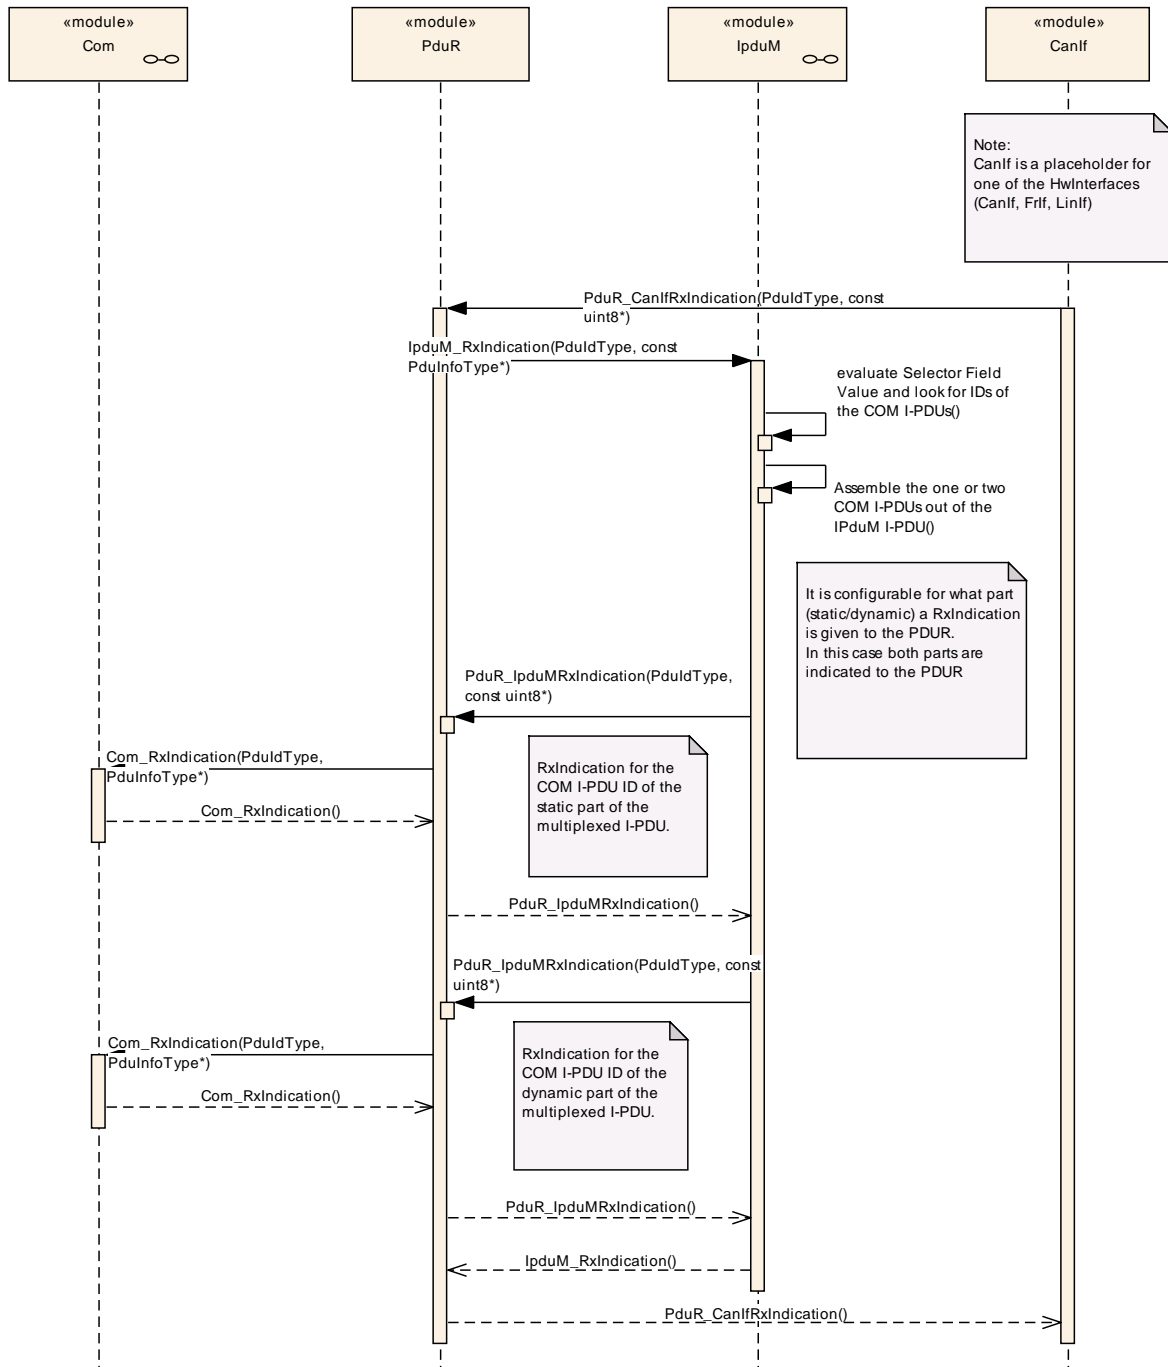 «module»
Com
«module»
PduR
«module»
IpduM
«module»
CanIf
Note:
CanIf is a placeholder for
one of the HwInterfaces
(CanIf, FrIf, LinIf)
PduR_CanIfRxIndication(PduIdType, const
uint8*)
IpduM_RxIndication(PduIdType, const
PduInfoType*)
evaluate Selector Field
Value and look for IDs of
the COM I-PDUs()
Assemble the one or two
COM I-PDUs out of the
IPduM I-PDU()
It is configurable for what part
(static/dynamic) a RxIndication
is given to the PDUR.
In this case both parts are
indicated to the PDUR
PduR_IpduMRxIndication(PduIdType,
const uint8*)
Com_RxIndication(PduIdType,
PduInfoType*)
RxIndication for the
COM I-PDU ID of the
static part of the
multiplexed I-PDU.
Com_RxIndication()
PduR_IpduMRxIndication()
PduR_IpduMRxIndication(PduIdType, const
uint8*)
Com_RxIndication(PduIdType,
PduInfoType*)
RxIndication for the
COM I-PDU ID of the
dynamic part of the
multiplexed I-PDU.
Com_RxIndication()
PduR_IpduMRxIndication()
IpduM_RxIndication()
PduR_CanIfRxIndication()